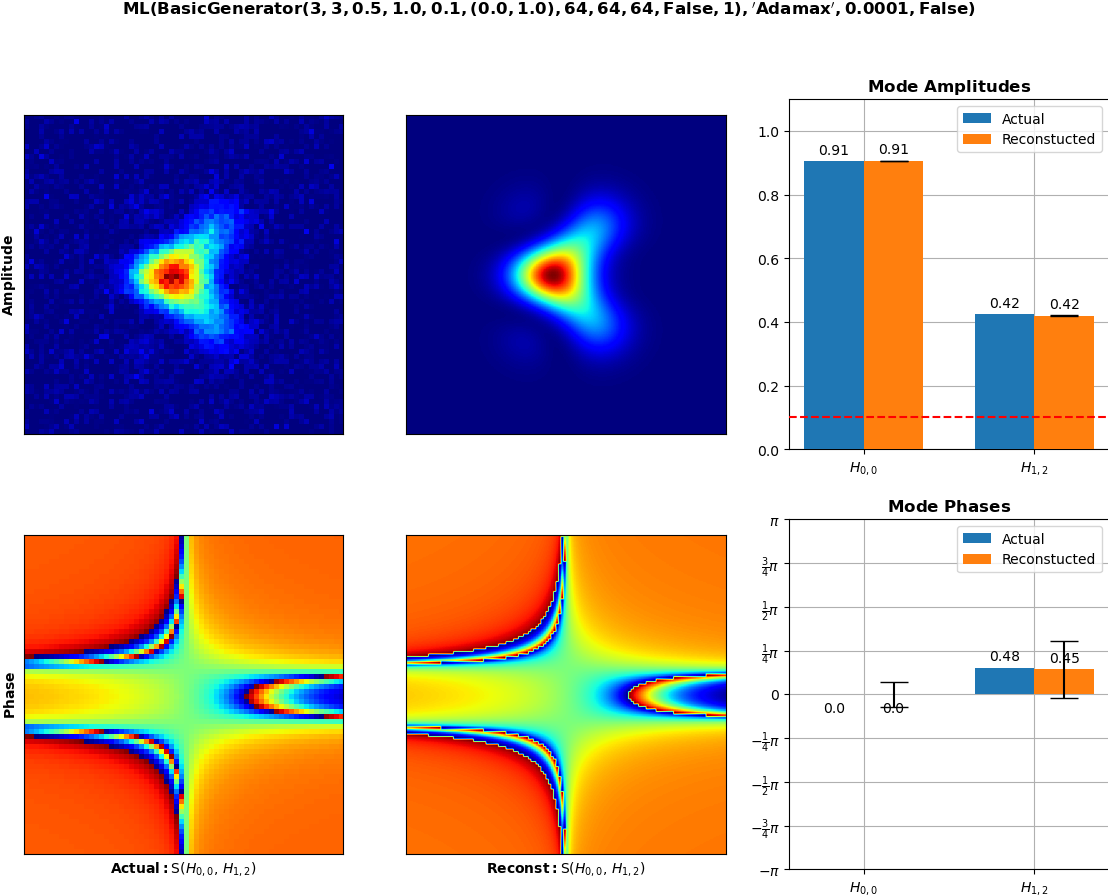 ML(BasicGenerator(3, 3, 0.5, 1.0, 0.1, (0.0, 1.0), 64, 64, 64, False, 1), ′Adamax′, 0.0001, False)
Amplitude
Mode Amplitudes
Actual
Reconstucted
1.0
0.8
0.6
0.4
0.2
0.0
0.91
0.91
0.42
0.42
H0,0
H1,2
Phase
Actual: S(H0,0, H1,2)
Reconst: S(H0,0, H1,2)
Mode Phases
Actual
Reconstucted
π
3/4π
1/2π
1/4π
0
−1/4π
−1/2π
−3/4π
−π
0.0
0.0
0.48
0.45
H0,0
H1,2